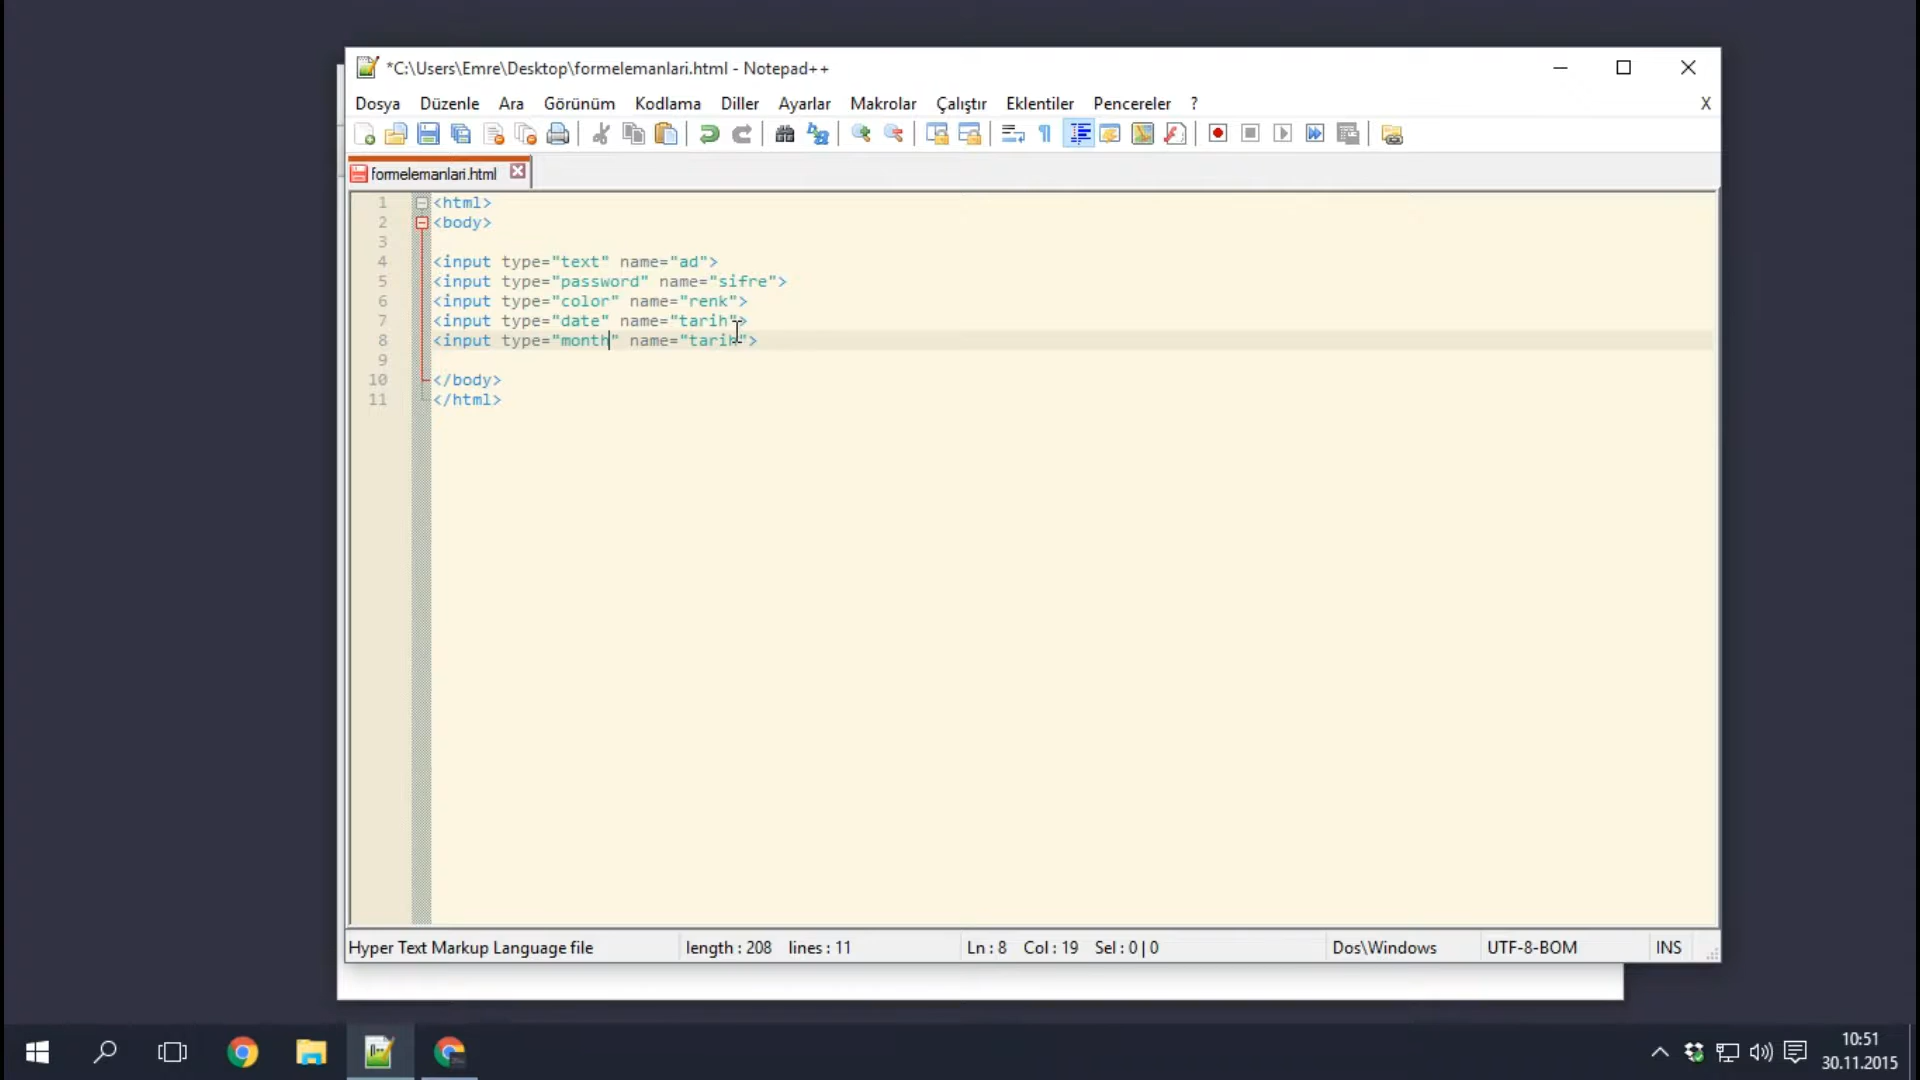 *C:\Users\Emre\Desktop\formelemanlari.html - Notepad++
Dosya Düzenle Ara Görünüm Kodlama Diller Ayarlar Makrolar Çalıştır Eklentiler Pencereler ? X
formelemanlari.html
1 <html>
2 <body>
3
4 <input type="text" name="ad">
5 <input type="password" name="sifre">
6 <input type="color" name="renk">
7 <input type="date" name="tarih">
8 <input type="month" name="tarih">
9
10 </body>
11 </html>
Hyper Text Markup Language file length : 208 lines : 11 Ln : 8 Col : 19 Sel : 0 | 0 Dos\Windows UTF-8-BOM INS
10:51
30.11.2015